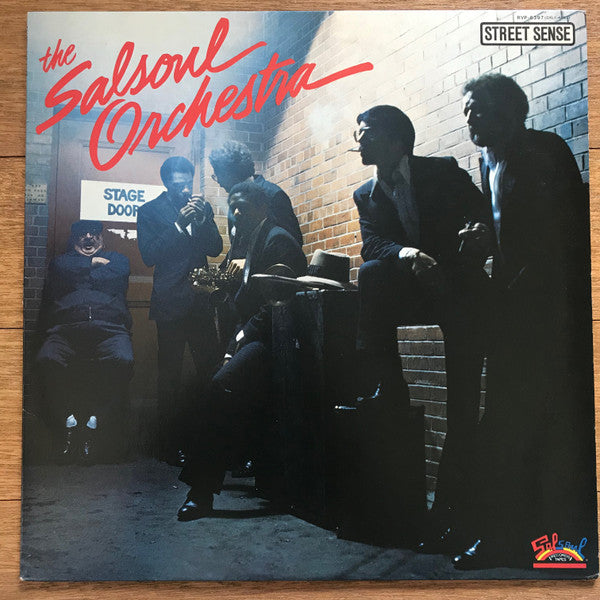 the
Salsoul
Orchestra
STREET SENSE
STAGE
DOOR
Salsoul